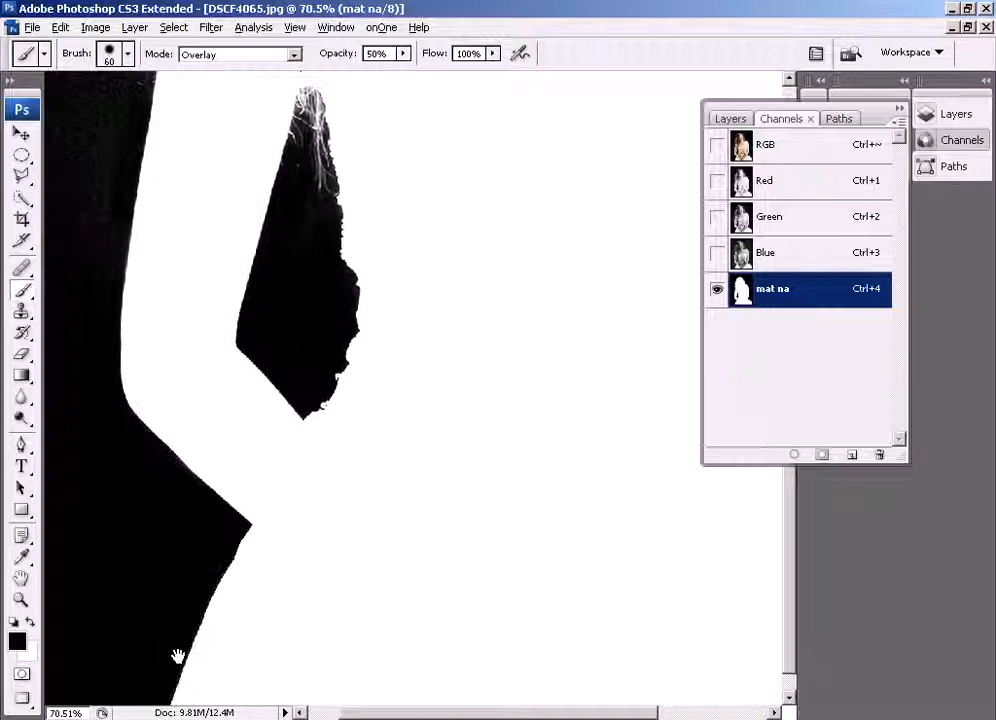 Adobe Photoshop CS3 Extended - [DSCF4065.jpg @ 70.5% (mat na/8)]
File Edit Image Layer Select Filter Analysis View Window onOne Help
Brush: 60 Mode: Overlay Opacity: 50% Flow: 100% Workspace
Ps
Layers Channels × Paths
RGB Ctrl+~
Red Ctrl+1
Green Ctrl+2
Blue Ctrl+3
mat na Ctrl+4
Layers
Channels
Paths
70.51% Doc: 9.81M/12.4M